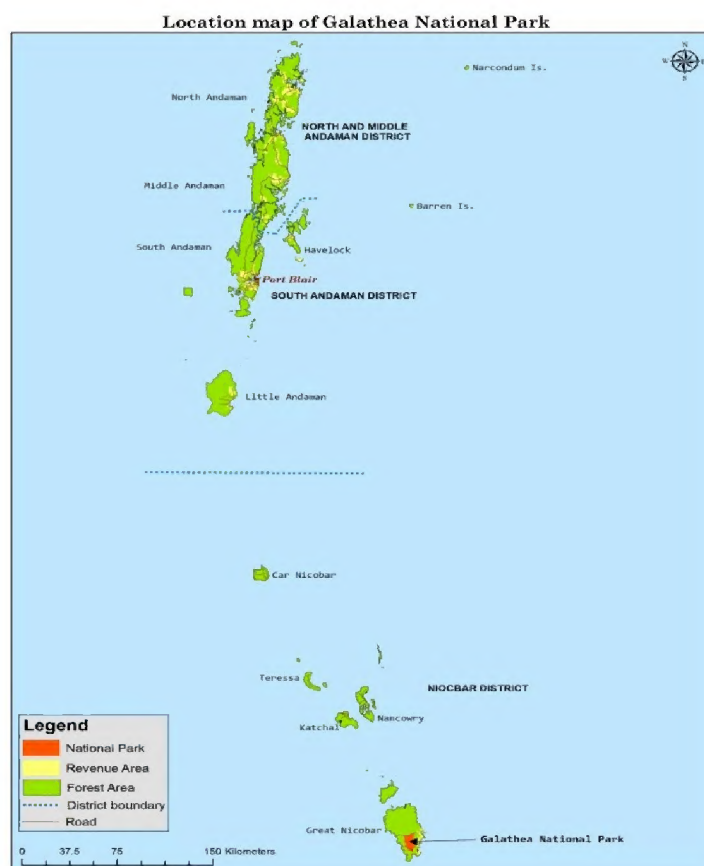 Location map of Galathea National Park
N
W
E
S
Narcondum Is.
North Andaman
NORTH AND MIDDLE
ANDAMAN DISTRICT
Middle Andaman
Barren Is.
South Andaman
Havelock
Port Blair
SOUTH ANDAMAN DISTRICT
Little Andaman
Car Nicobar
Teressa
NIOCBAR DISTRICT
Katchal
Nancowry
Legend
National Park
Revenue Area
Forest Area
District boundary
Road
Great Nicobar
Galathea National Park
0 37.5 75 150 Kilometers